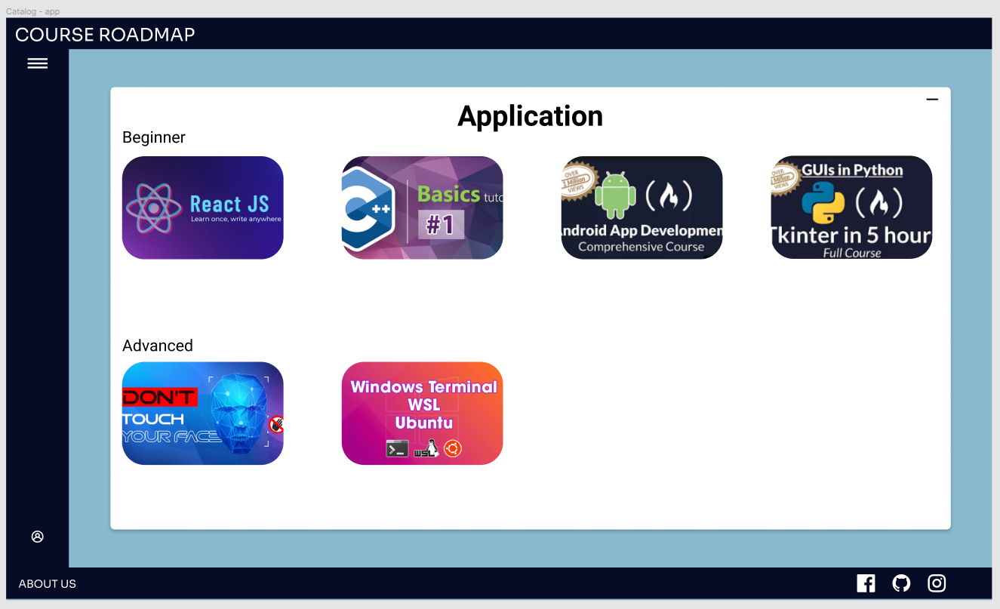 Catalog - app
COURSE ROADMAP
Application
Beginner
React JS
Learn once, write anywhere
C++
Basics tuto
#1
OVER
1 Million
VIEWS
ndroid App Developmen
Comprehensive Course
OVER
Million
VIEWS
GUIs in Python
Tkinter in 5 hour
Full Course
Advanced
DON'T
TOUCH
YOUR FACE
Windows Terminal
WSL
Ubuntu
WSL
ABOUT US